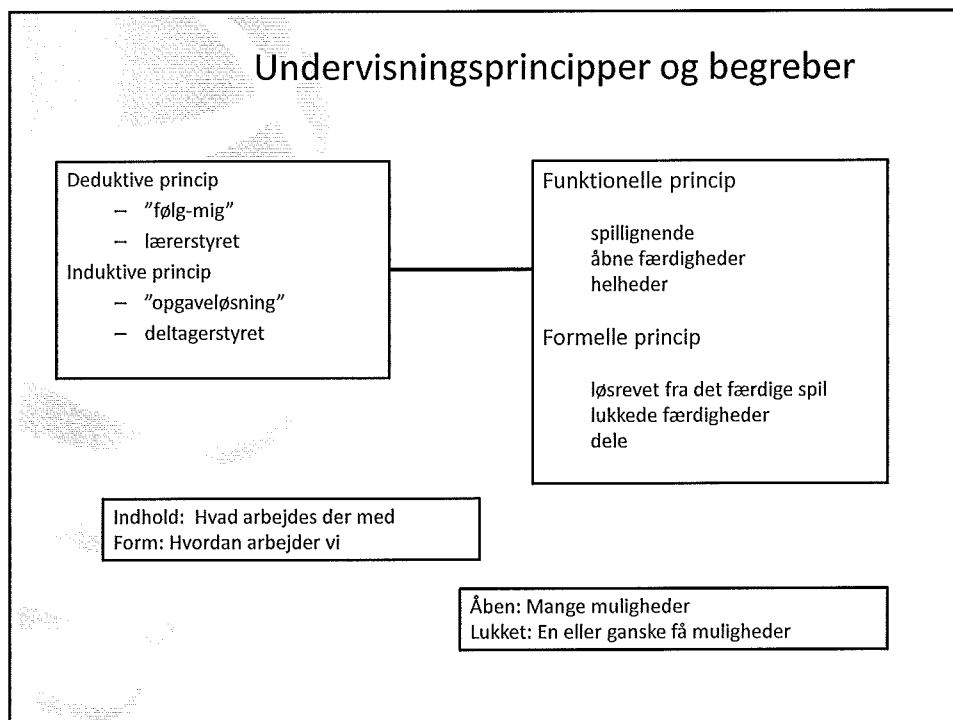 Undervisningsprincipper og begreber
Deduktive princip
– ”følg-mig”
– lærerstyret
Induktive princip
– ”opgaveløsning”
– deltagerstyret
Funktionelle princip
spillignende
åbne færdigheder
helheder
Formelle princip
løsrevet fra det færdige spil
lukkede færdigheder
dele
Indhold: Hvad arbejdes der med
Form: Hvordan arbejder vi
Åben: Mange muligheder
Lukket: En eller ganske få muligheder